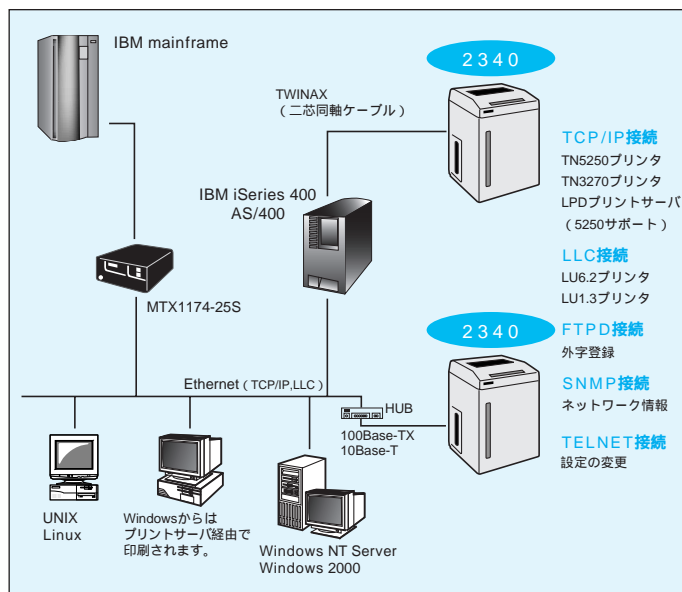 IBM mainframe
2340
TWINAX
（二芯同軸ケーブル）
IBM iSeries 400
AS/400
MTX1174-25S
TCP/IP接続
TN5250プリンタ
TN3270プリンタ
LPDプリントサーバ
（5250サポート）
LLC接続
LU6.2プリンタ
LU1.3プリンタ
2340
FTPD接続
外字登録
SNMP接続
ネットワーク情報
TELNET接続
設定の変更
Ethernet（TCP/IP,LLC）
HUB
100Base-TX
10Base-T
UNIX
Linux
Windowsからは
プリントサーバ経由で
印刷されます。
Windows NT Server
Windows 2000